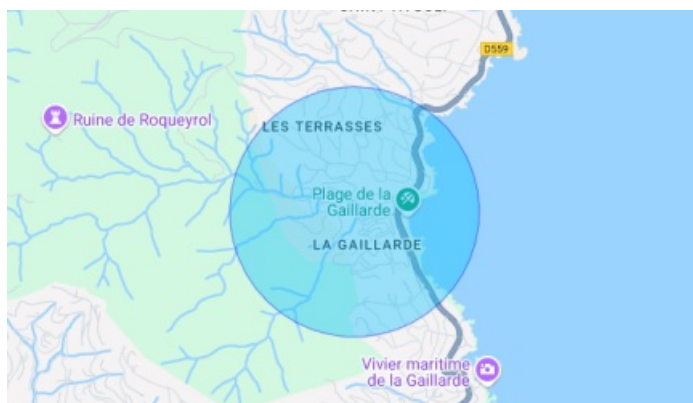 D559
Ruine de Roqueyrol
LES TERRASSES
Plage de la
Gaillarde
LA GAILLARDE
Vivier maritime
de la Gaillarde